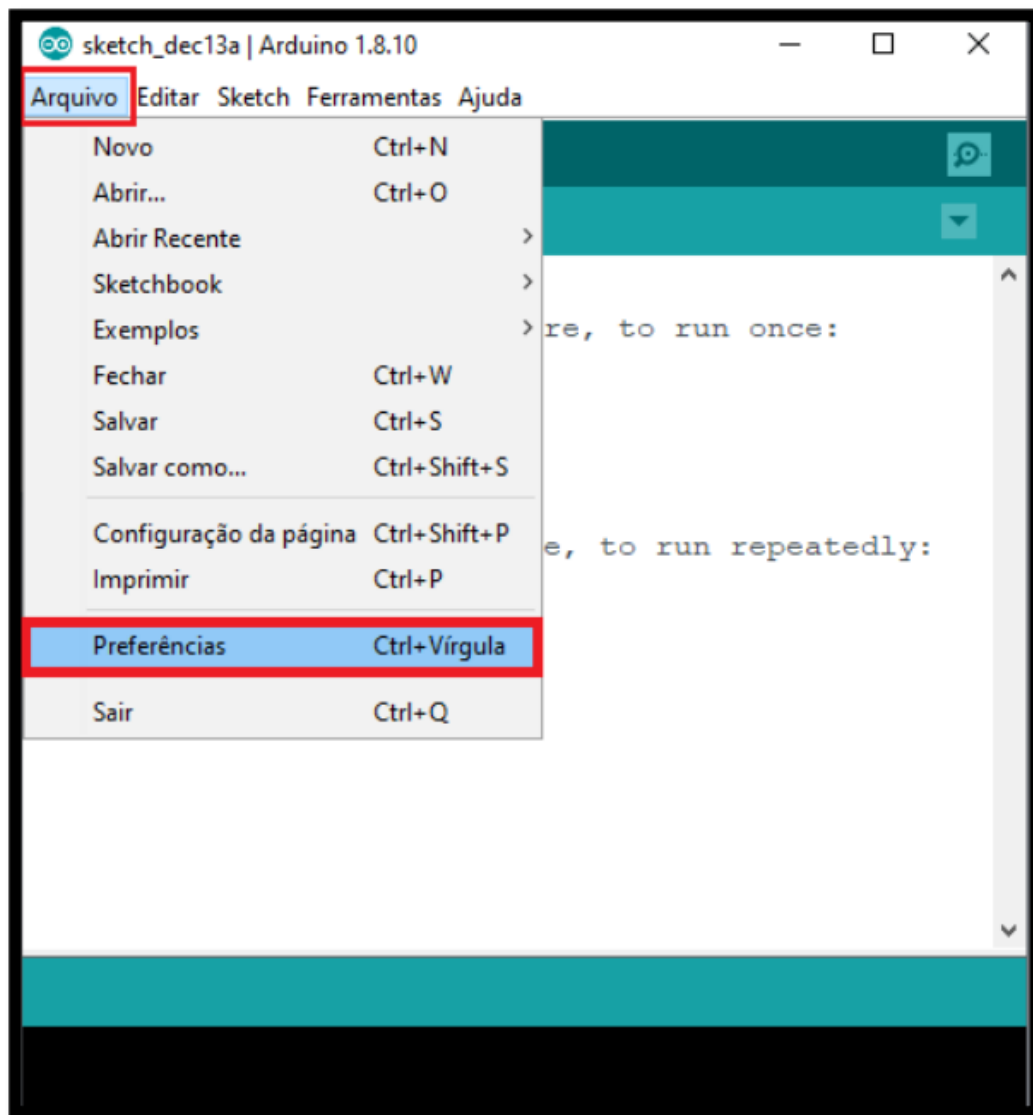 sketch_dec13a | Arduino 1.8.10
Arquivo Editar Sketch Ferramentas Ajuda
Novo Ctrl+N
Abrir... Ctrl+O
Abrir Recente
Sketchbook
Exemplos
re, to run once:
Fechar Ctrl+W
Salvar Ctrl+S
Salvar como... Ctrl+Shift+S
Configuração da página Ctrl+Shift+P
e, to run repeatedly:
Imprimir Ctrl+P
Preferências Ctrl+Vírgula
Sair Ctrl+Q